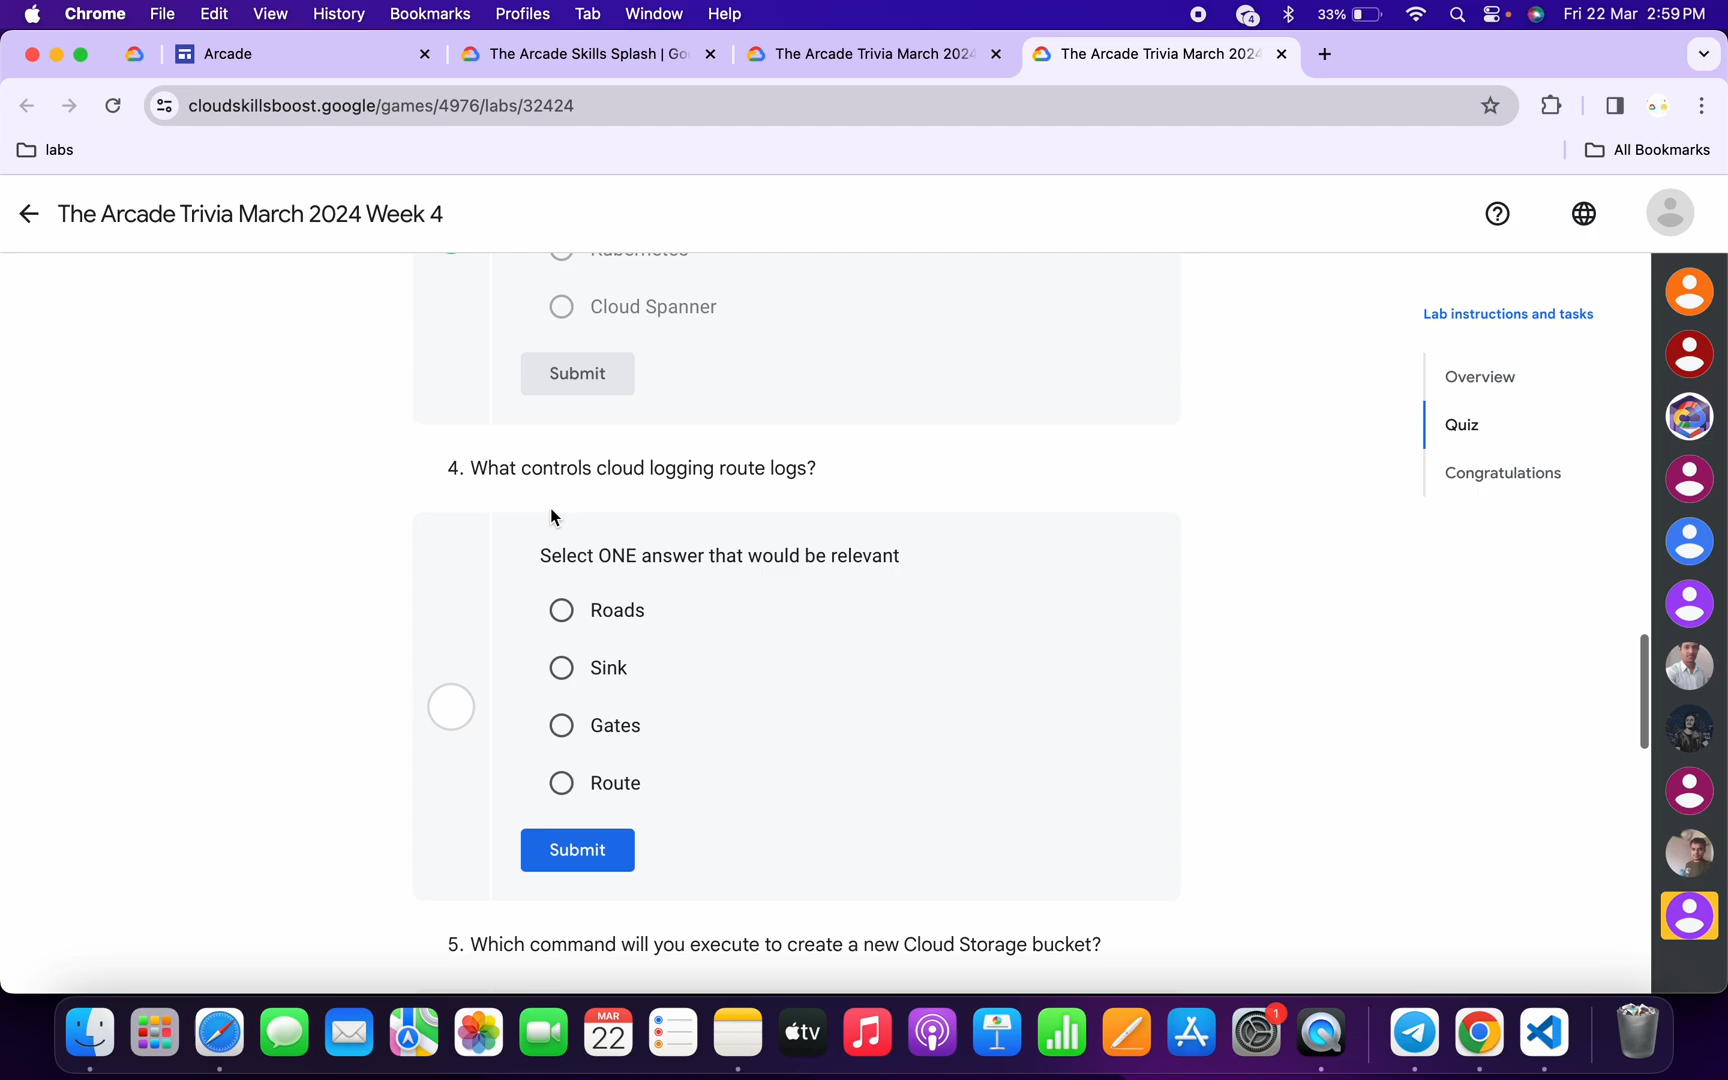 Chrome File Edit View History Bookmarks Profiles Tab Window Help 4 33% Fri 22 Mar 2:59 PM
Arcade
The Arcade Skills Splash | Go
The Arcade Trivia March 2024
The Arcade Trivia March 2024
cloudskillsboost.google/games/4976/labs/32424
labs
All Bookmarks
The Arcade Trivia March 2024 Week 4
Cloud Spanner
Submit
4. What controls cloud logging route logs?
Select ONE answer that would be relevant
Roads
Sink
Gates
Route
Submit
5. Which command will you execute to create a new Cloud Storage bucket?
Lab instructions and tasks
Overview
Quiz
Congratulations
MAR
22
tv
1